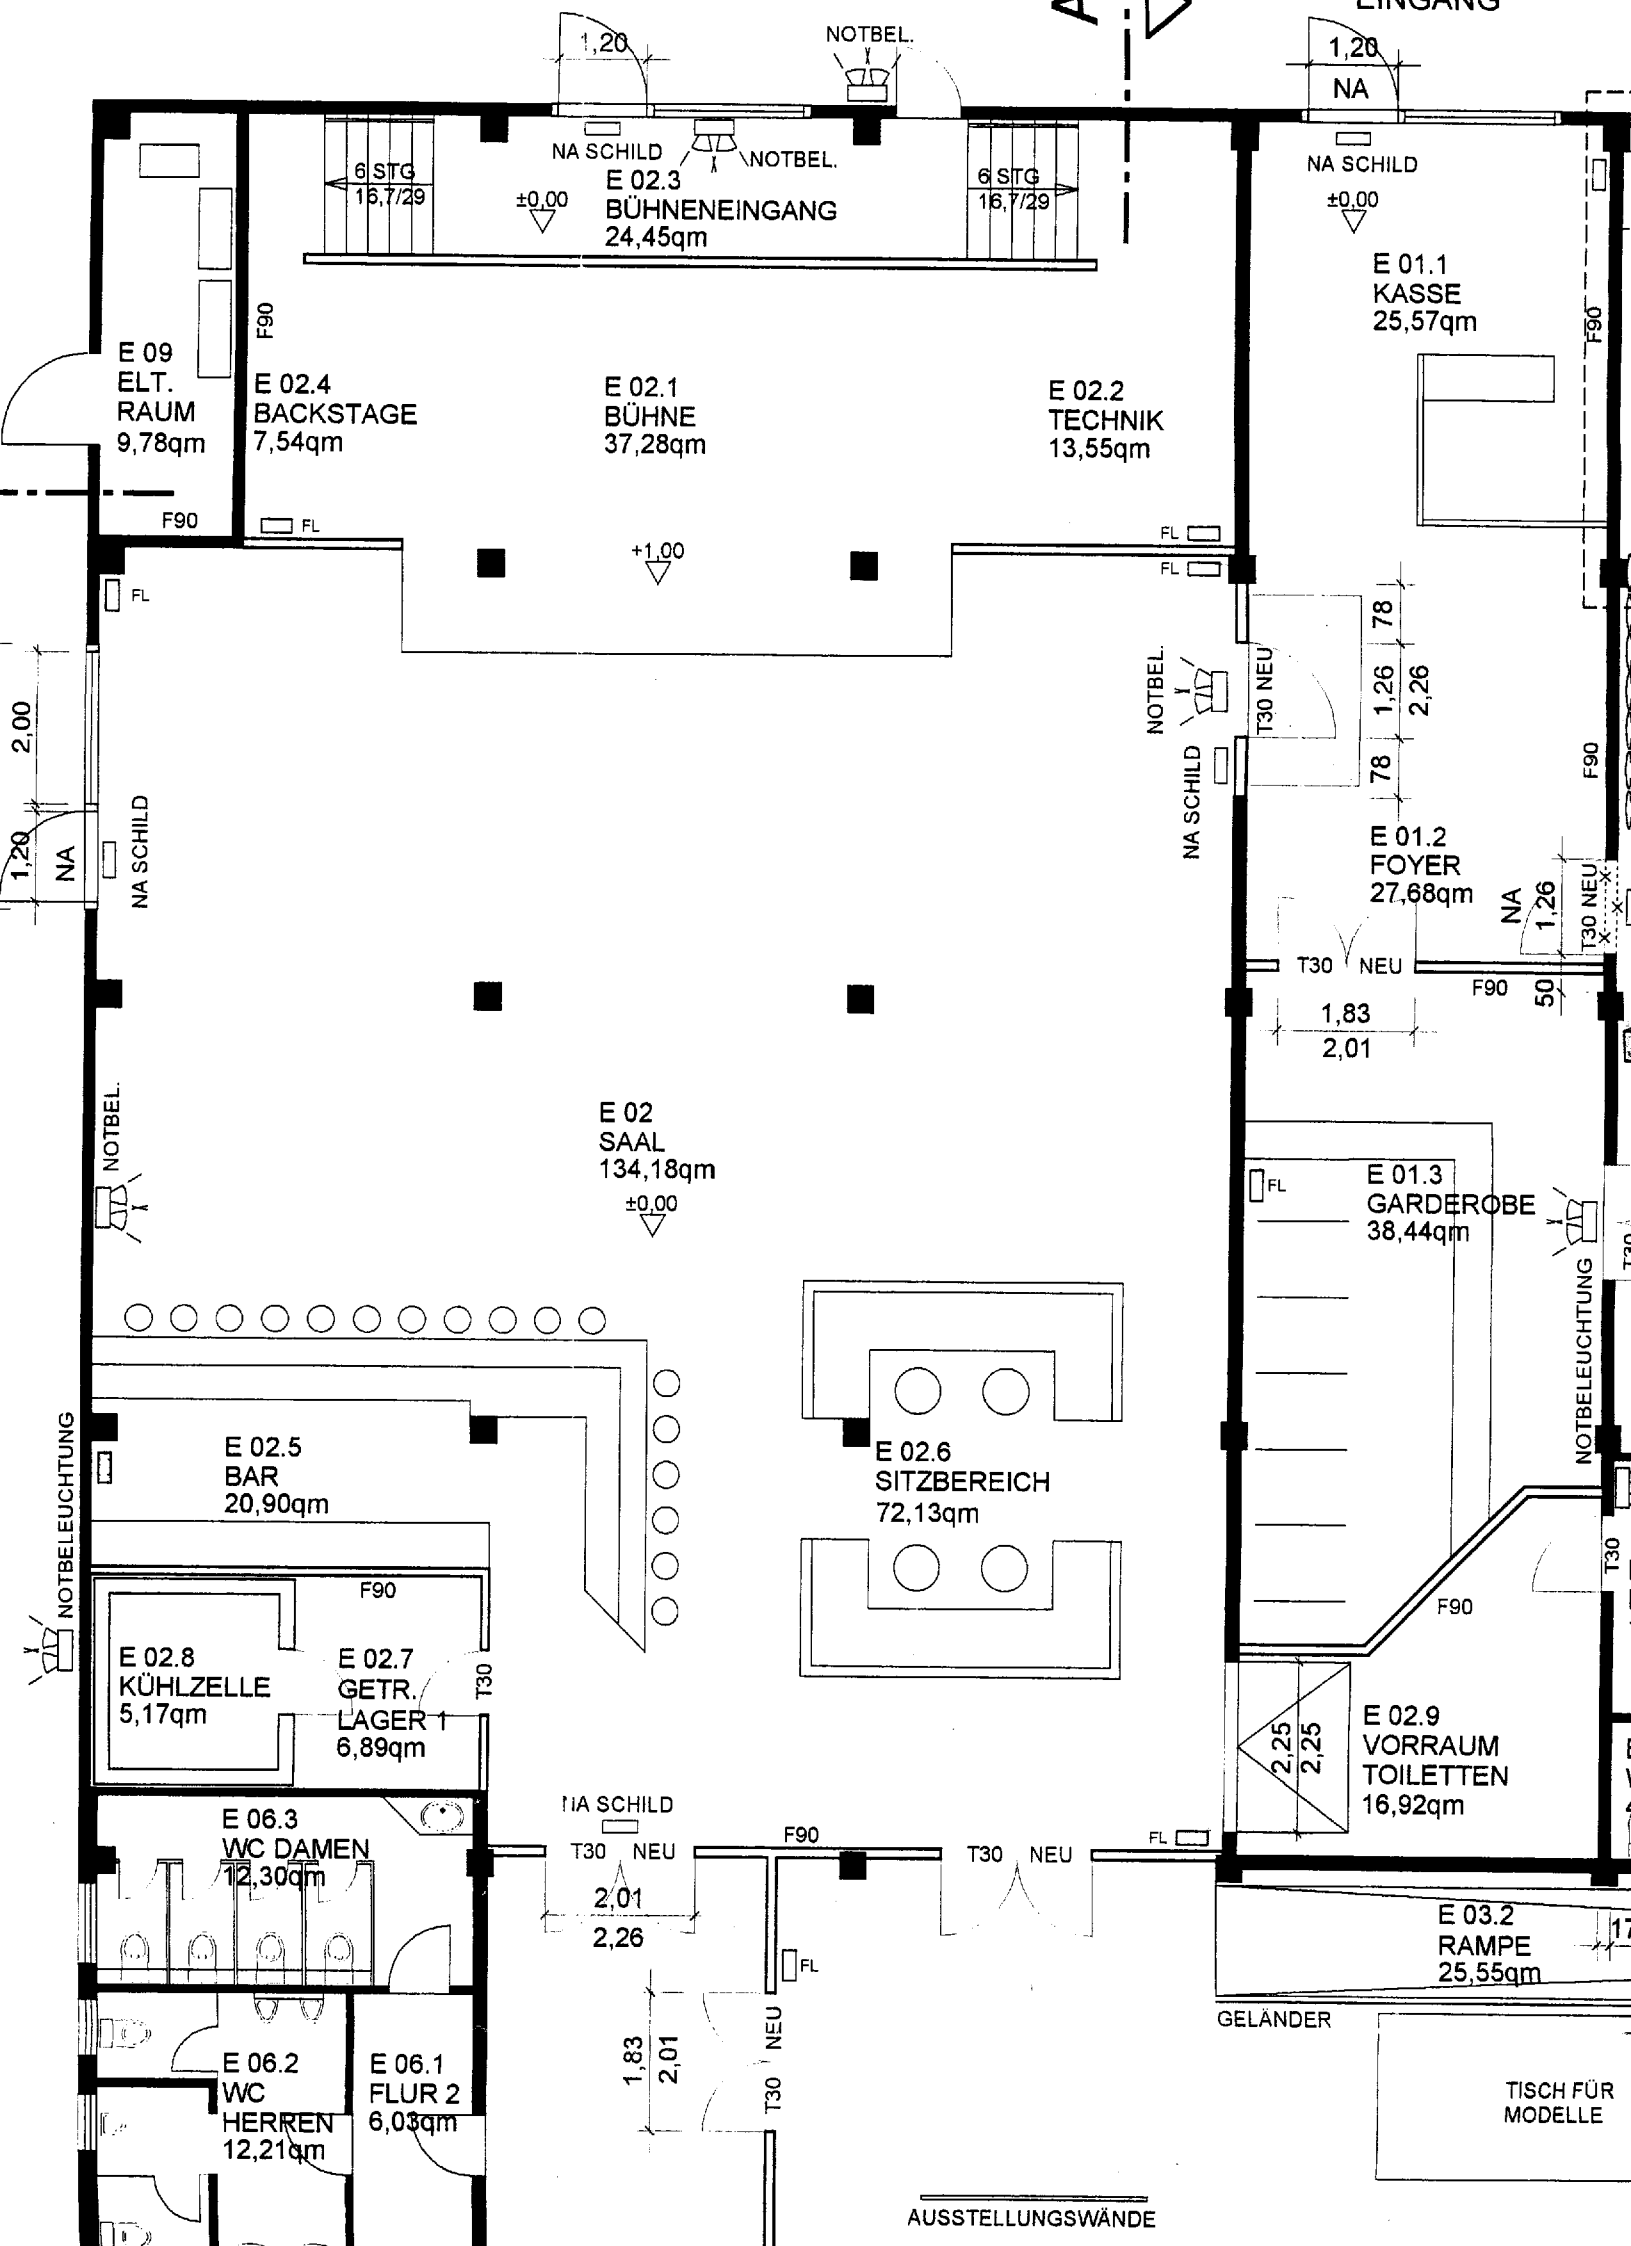 EINGANG
A
NOTBEL.
1,20
1,20
NA
NA SCHILD
NOTBEL.
NA SCHILD
6 STG
16,7/29
±0,00
E 02.3
BÜHNENEINGANG
24,45qm
6 STG
16,7/29
±0,00
E 01.1
KASSE
25,57qm
F90
F90
E 09
ELT.
RAUM
9,78qm
E 02.4
BACKSTAGE
7,54qm
E 02.1
BÜHNE
37,28qm
E 02.2
TECHNIK
13,55qm
F90
FL
FL
+1,00
FL
FL
78
1,26
2,26
78
NOTBEL.
T30 NEU
NA SCHILD
F90
2,00
1,20
NA
NA SCHILD
E 01.2
FOYER
27,68qm
NA
1,26
T30 NEU
T30 NEU
F90
50
1,83
2,01
NOTBEL.
E 02
SAAL
134,18qm
±0,00
FL
E 01.3
GARDEROBE
38,44qm
T30
NOTBELEUCHTUNG
NOTBELEUCHTUNG
E 02.5
BAR
20,90qm
E 02.6
SITZBEREICH
72,13qm
T30
F90
F90
E 02.8
KÜHLZELLE
5,17qm
E 02.7
GETR.
LAGER 1
6,89qm
T30
2,25
2,25
E 02.9
VORRAUM
TOILETTEN
16,92qm
E 06.3
WC DAMEN
12,30qm
NA SCHILD
T30 NEU
F90
T30 NEU
FL
2,01
2,26
FL
E 03.2
RAMPE
25,55qm
17
GELÄNDER
1,83
2,01
T30 NEU
E 06.2
WC
HERREN
12,21qm
E 06.1
FLUR 2
6,03qm
TISCH FÜR
MODELLE
AUSSTELLUNGSWÄNDE